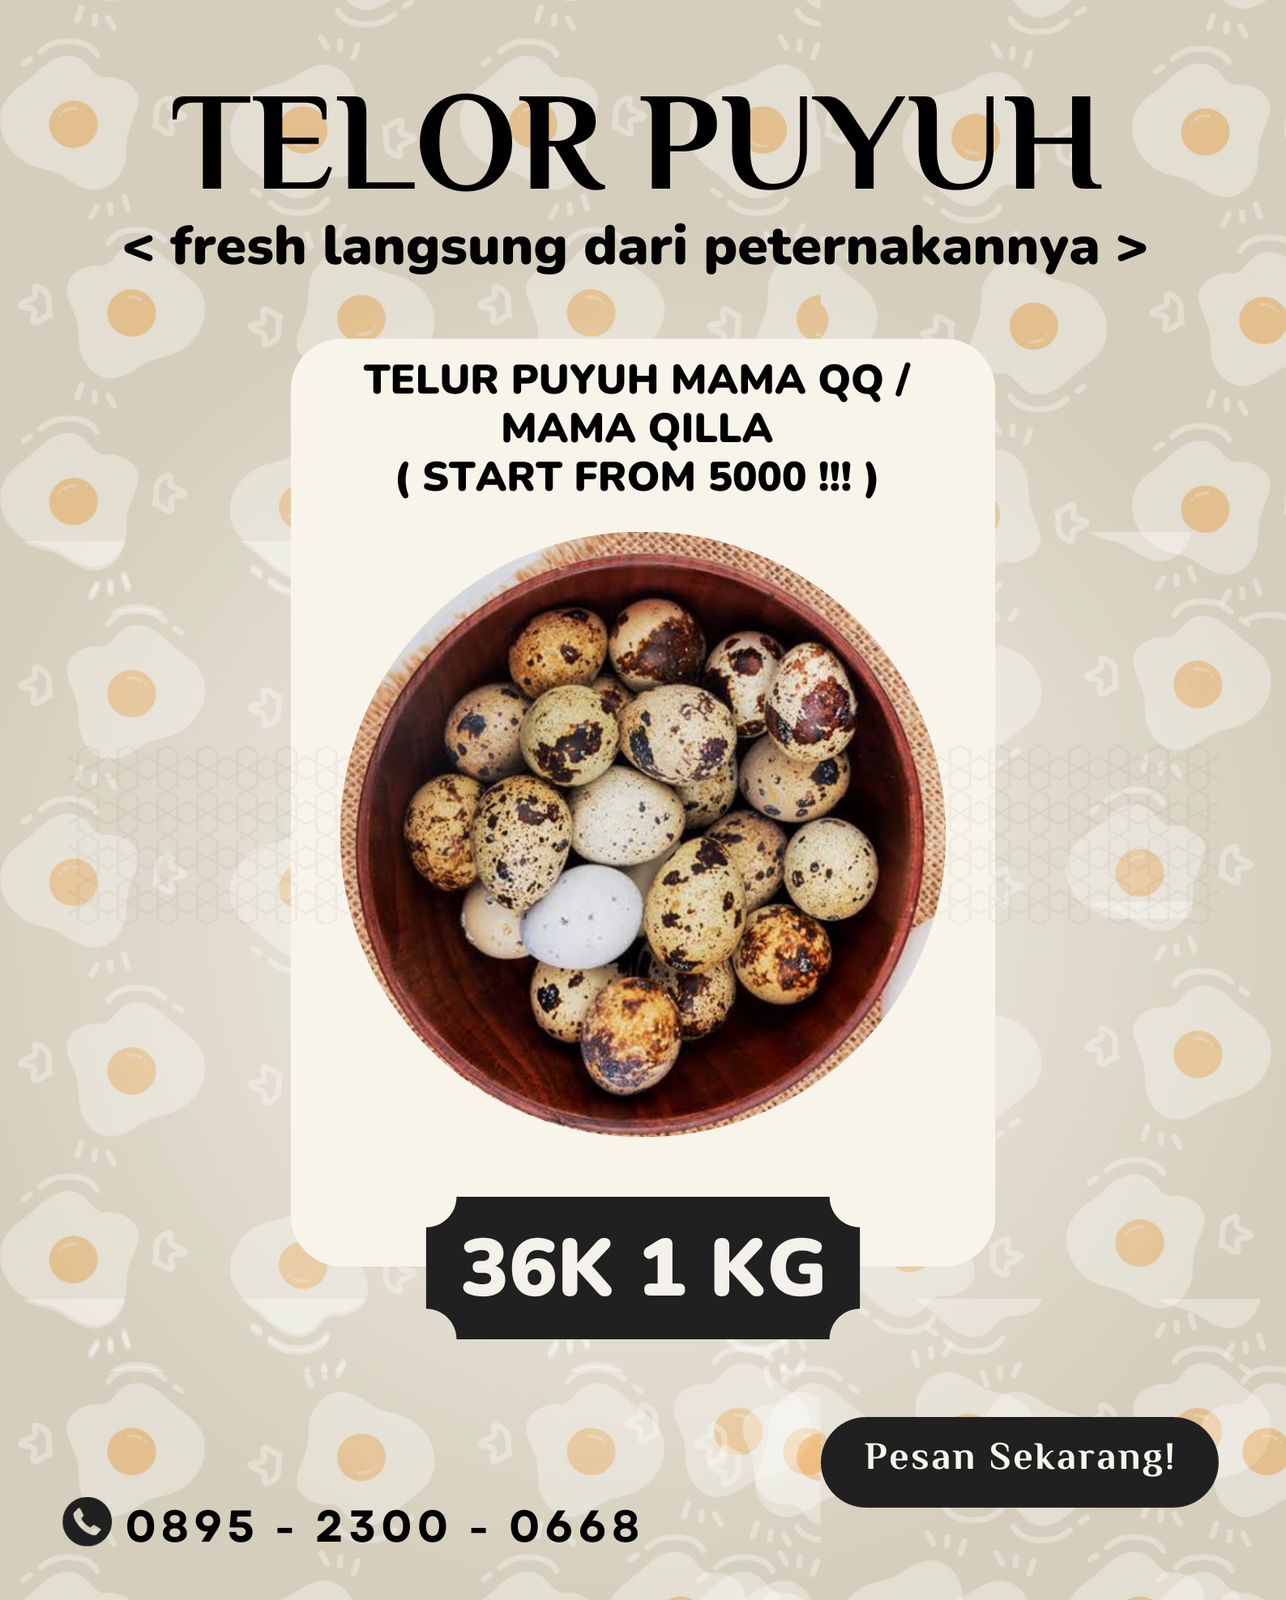 TELOR PUYUH
< fresh langsung dari peternakannya >
TELUR PUYUH MAMA QQ /
MAMA QILLA
( START FROM 5000 !!! )
36K 1 KG
Pesan Sekarang!
0895 - 2300 - 0668